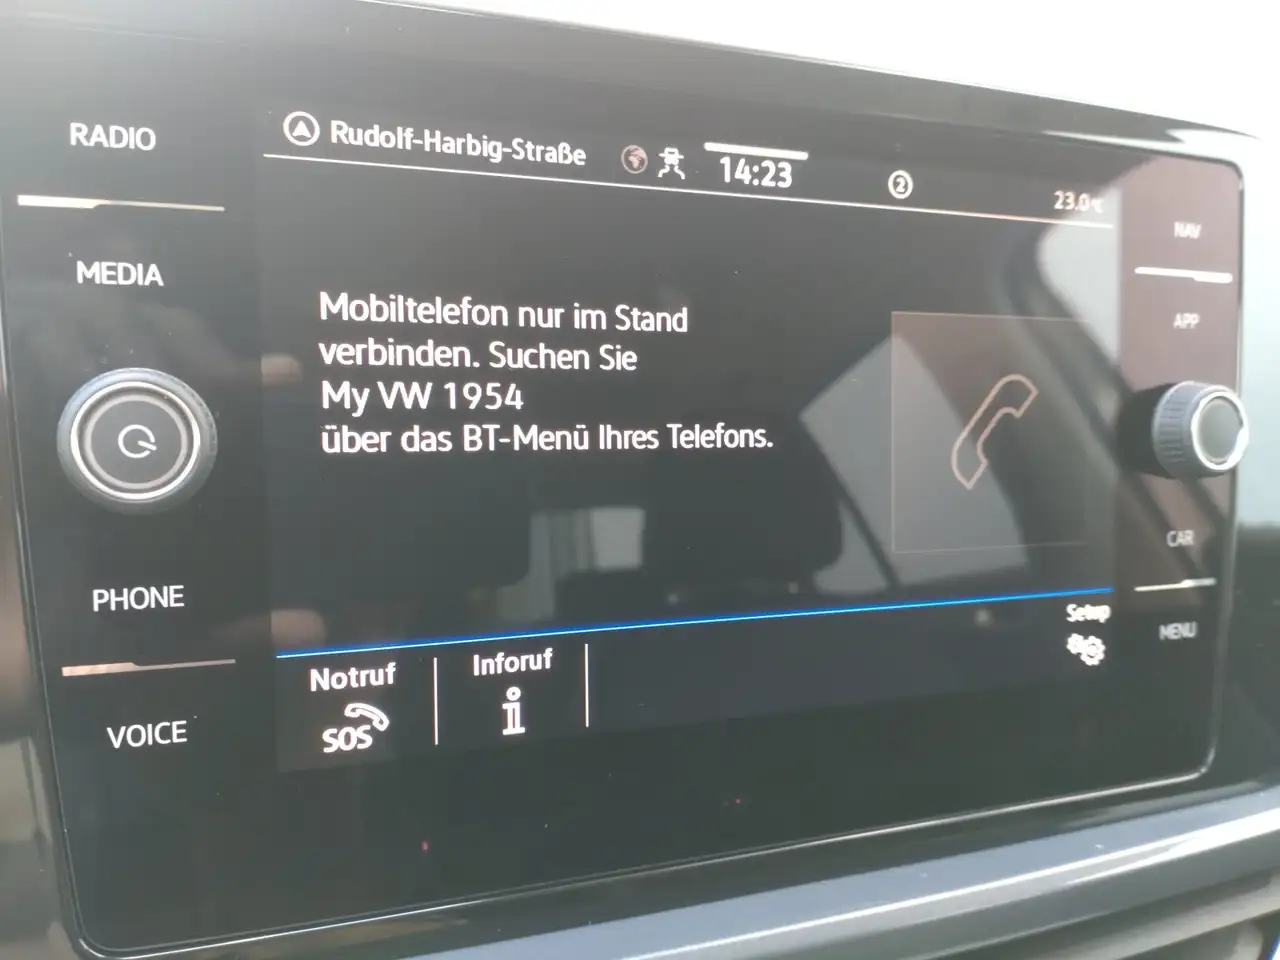 RADIO
MEDIA
PHONE
VOICE
Rudolf-Harbig-Straße
14:23
2
23.0°C
Mobiltelefon nur im Stand
verbinden. Suchen Sie
My VW 1954
über das BT-Menü Ihres Telefons.
Notruf
SOS
Inforuf
i
Setup
NAV
APP
CAR
MENU